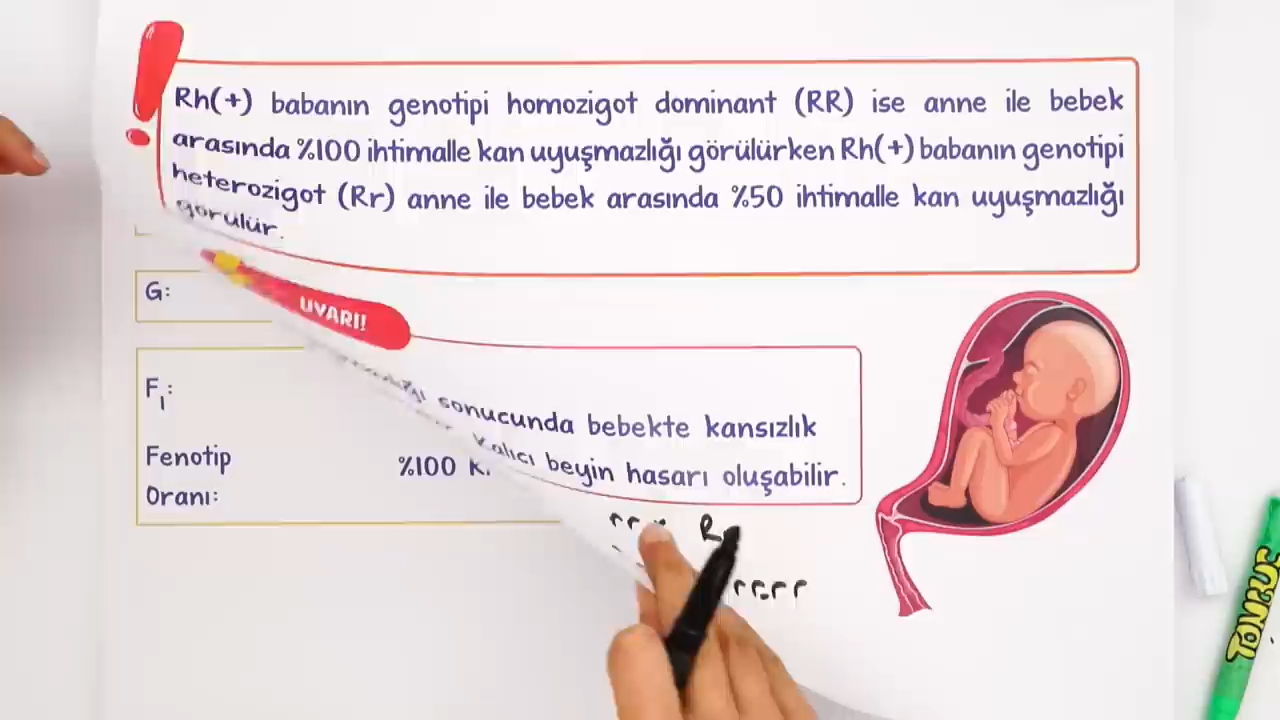 Rh(+) babanın genotipi homozigot dominant (RR) ise anne ile bebek
arasında %100 ihtimalle kan uyuşmazlığı görülürken Rh(+) babanın genotipi
heterozigot (Rr) anne ile bebek arasında %50 ihtimalle kan uyuşmazlığı
görülür.
G:
UYARI!
sonucunda bebekte kansızlık
kalıcı beyin hasarı oluşabilir.
F1:
Fenotip
Oranı:
%100 K.